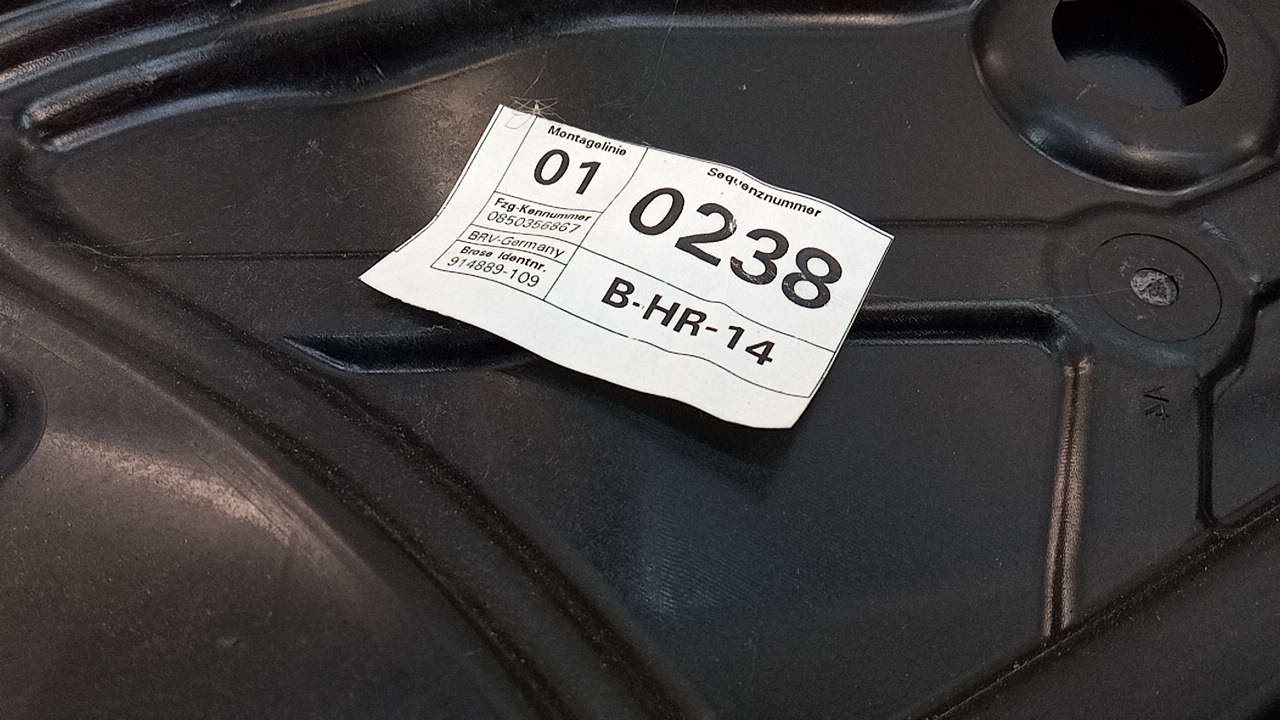 Montagelinie
01
Fzg-Kennummer
0850356867
BRV-Germany
Brose Identnr.
914889-109
Sequenznummer
0238
B-HR-14